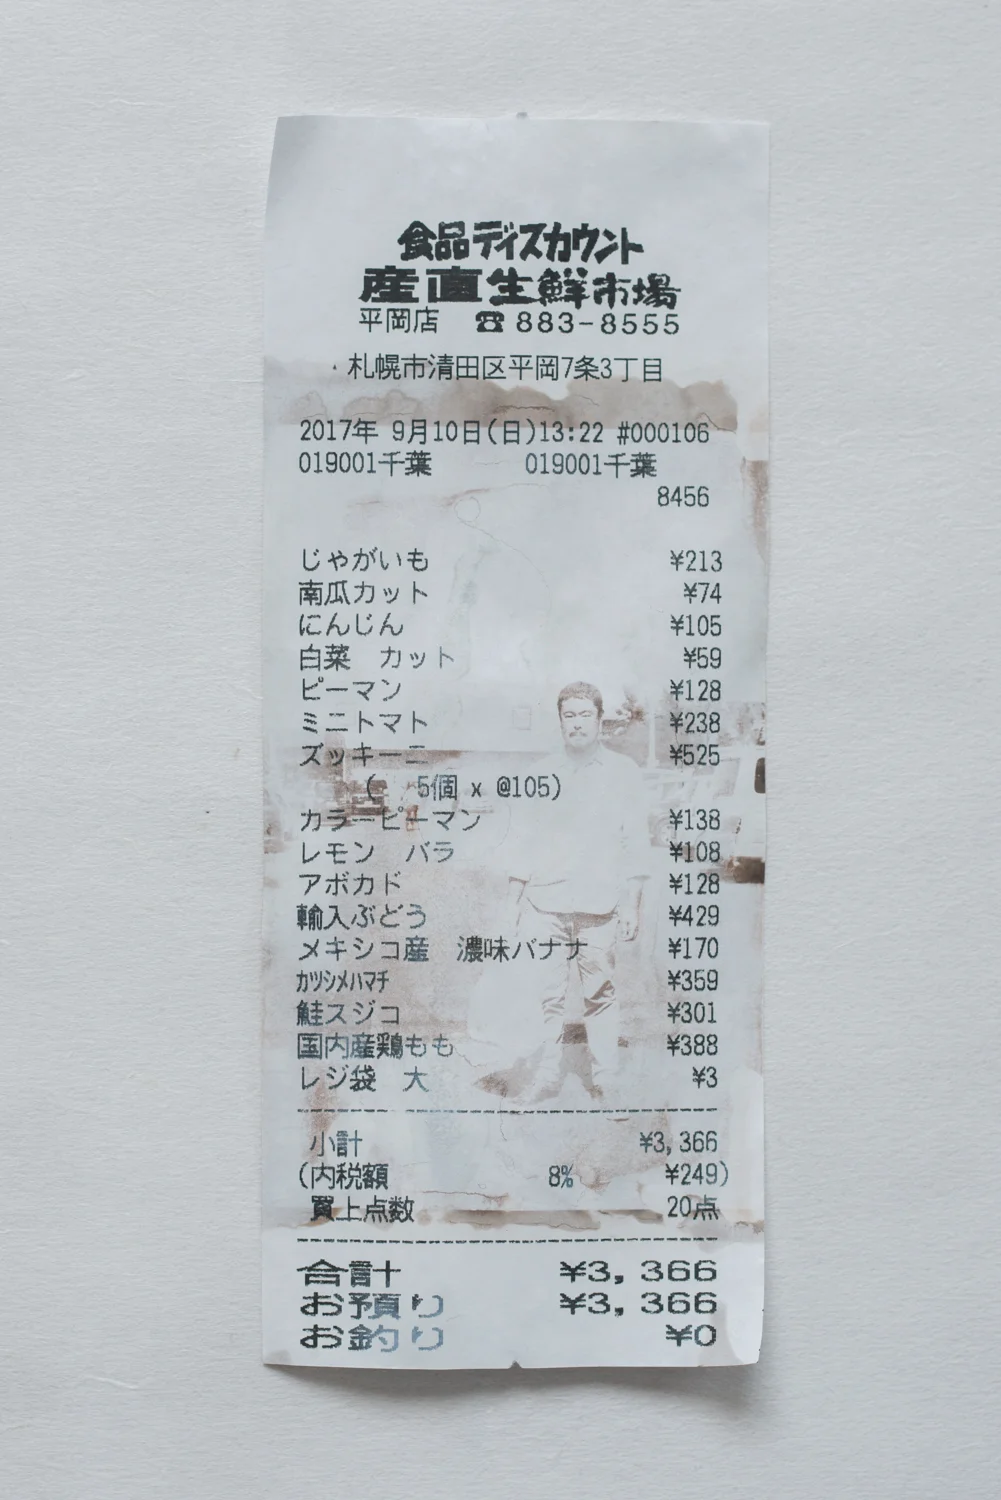 食品ディスカウント
産直生鮮市場
平岡店 ☎883-8555
・札幌市清田区平岡7条3丁目
2017年 9月10日(日)13:22 #000106
019001千葉 019001千葉
8456
じゃがいも ¥213
南瓜カット ¥74
にんじん ¥105
白菜 カット ¥59
ピーマン ¥128
ミニトマト ¥238
ズッキーニ ¥525
( 5個 x @105)
カラーピーマン ¥138
レモン バラ ¥108
アボカド ¥128
輸入ぶどう ¥429
メキシコ産 濃味バナナ ¥170
カツシメハマチ ¥359
鮭スジコ ¥301
国内産鶏もも ¥388
レジ袋 大 ¥3
小計 ¥3,366
(内税額 8% ¥249)
買上点数 20点
合計 ¥3,366
お預り ¥3,366
お釣り ¥0